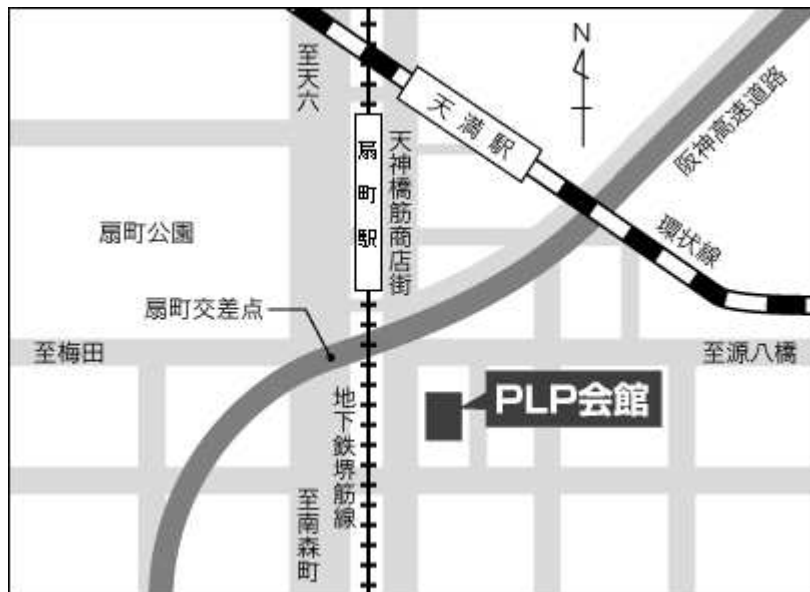 至天六
N
天満駅
阪神高速道路
扇町駅
天神橋筋商店街
扇町公園
環状線
扇町交差点
至梅田
至源八橋
PLP会館
地下鉄堺筋線
至南森町